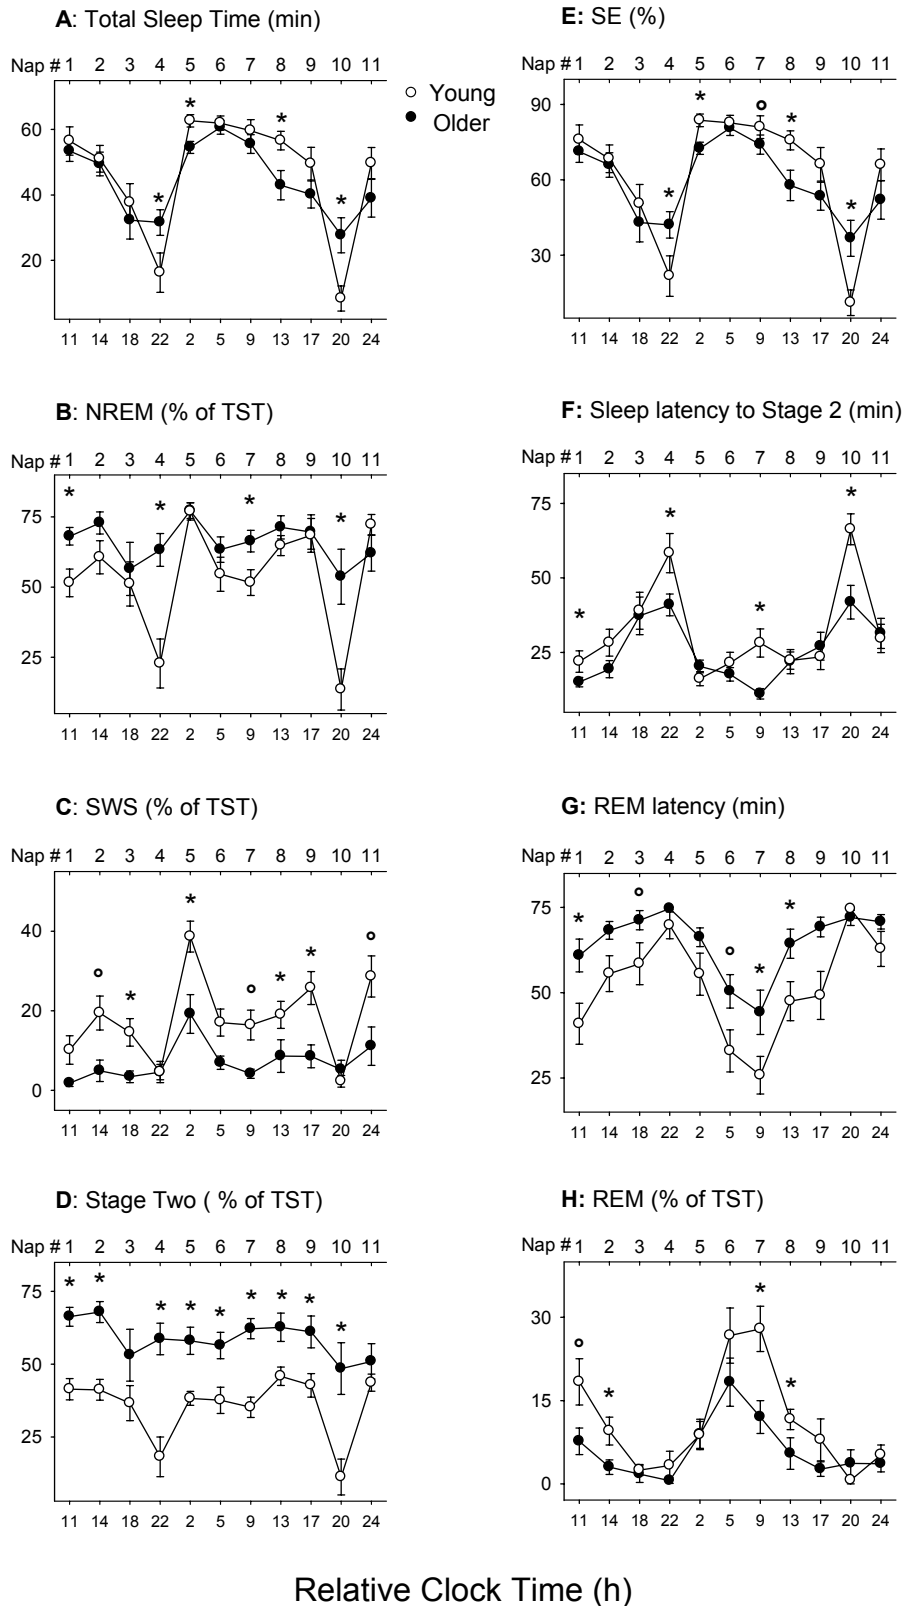 A: Total Sleep Time (min)
Nap # 1 2 3 4 5 6 7 8 9 10 11
* *
* *
60
40
20
11 14 18 22 2 5 9 13 17 20 24
Young
Older
E: SE (%)
1 2 3 4 5 6 7 8 9 10 11
* *
* *
90
60
30
11 14 18 22 2 5 9 13 17 20 24
B: NREM (% of TST)
Nap # 1 2 3 4 5 6 7 8 9 10 11
* * * *
75
50
25
11 14 18 22 2 5 9 13 17 20 24
F: Sleep latency to Stage 2 (min)
1 2 3 4 5 6 7 8 9 10 11
* *
* *
75
50
25
11 14 18 22 2 5 9 13 17 20 24
C: SWS (% of TST)
Nap # 1 2 3 4 5 6 7 8 9 10 11
*
* * *
40
20
0
11 14 18 22 2 5 9 13 17 20 24
G: REM latency (min)
Nap # 1 2 3 4 5 6 7 8 9 10 11
* * *
75
50
25
11 14 18 22 2 5 9 13 17 20 24
D: Stage Two ( % of TST)
Nap # 1 2 3 4 5 6 7 8 9 10 11
* * * * * * * * *
75
50
25
11 14 18 22 2 5 9 13 17 20 24
H: REM (% of TST)
Nap # 1 2 3 4 5 6 7 8 9 10 11
* * *
30
15
0
11 14 18 22 2 5 9 13 17 20 24
Relative Clock Time (h)